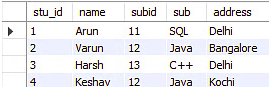 stu_id name subid sub address
1 Arun 11 SQL Delhi
2 Varun 12 Java Bangalore
3 Harsh 13 C++ Delhi
4 Keshav 12 Java Kochi